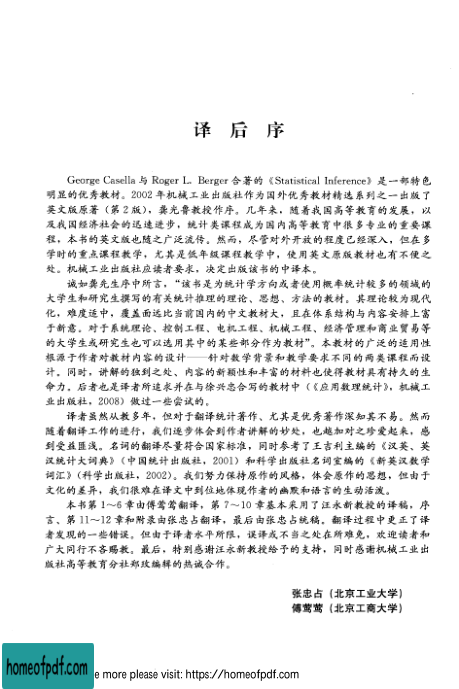 译 后 序
George Casella 与 Roger L. Berger 合著的《Statistical Inference》是一部特色
明显的优秀教材。2002 年机械工业出版社作为国外优秀教材精选系列之一出版了
英文版原著（第 2 版），龚光鲁教授作序。几年来，随着我国高等教育的发展，以
及我国经济社会的迅速进步，统计类课程成为国内高等教育中很多专业的重要课
程，本书的英文版也随之广泛流传。然而，尽管对外开放的程度已经深入，但在多
学时的重点课程教学，尤其是低年级课程教学中，使用英文原版教材也有不便之
处。机械工业出版社应读者要求，决定出版该书的中译本。
诚如龚先生序中所言，“该书是为统计学方向或者使用概率统计较多的领域的
大学生和研究生撰写的有关统计推理的理论、思想、方法的教材。其理论较为现代
化，难度适中，覆盖面远比当前国内的中文教材大，且在体系结构与内容安排上富
于新意。对于系统理论、控制工程、电机工程、机械工程、经济管理和商业贸易等
的大学生或研究生也可以选用其中的某些部分作为教材”。本教材的广泛的适用性
根源于作者对教材内容的设计——针对数学背景和教学要求不同的两类课程而设
计。同时，讲解的独到之处、内容的新颖性和丰富的材料也使得教材具有持久的生
命力。后者也是译者所追求并在与徐兴忠合写的教材中（《应用数理统计》，机械工
业出版社，2008）做过一些尝试的。
译者虽然从教多年，但对于翻译统计著作、尤其是优秀著作深知其不易。然而
随着翻译工作的进行，我们逐步体会到作者讲解的妙处，也越加对之珍爱起来，感
到受益匪浅。名词的翻译尽量符合国家标准，同时参考了王吉利主编的《汉英、英
汉统计大词典》（中国统计出版社，2001）和科学出版社名词室编的《新英汉数学
词汇》（科学出版社，2002）。我们努力保持原作的风格，体会原作的思想，但由于
文化的差异，我们很难在译文中到位地体现作者的幽默和语言的生动活泼。
本书第 1～6 章由傅莺莺翻译，第 7～10 章基本采用了汪永新教授的译稿，序
言、第 11～12 章和附录由张忠占翻译，最后由张忠占统稿。翻译过程中更正了译
者发现的一些错误。但由于译者水平所限，误译或不当之处在所难免，欢迎读者和
广大同行不吝赐教。最后，特别感谢汪永新教授给予的支持，同时感谢机械工业出
版社高等教育分社郑玫编辑的热诚合作。
张忠占（北京工业大学）
傅莺莺（北京工商大学）
homeofpdf.com
e more please visit: https://homeofpdf.com